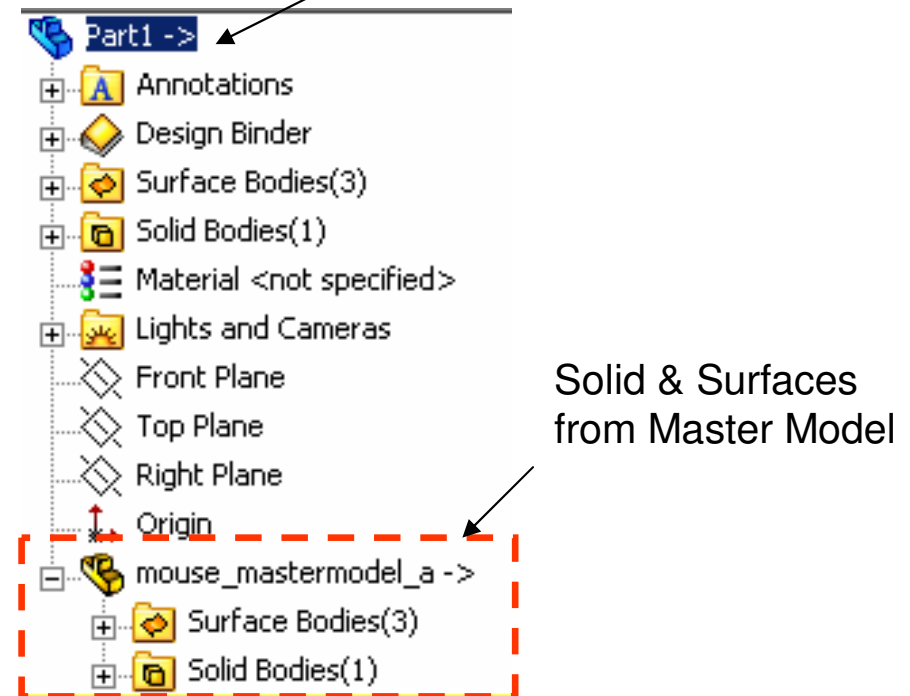 Part1 ->
A Annotations
Design Binder
Surface Bodies(3)
Solid Bodies(1)
Material <not specified>
Lights and Cameras
Front Plane
Top Plane
Right Plane
Origin
mouse_mastermodel_a ->
Surface Bodies(3)
Solid Bodies(1)
Solid & Surfaces
from Master Model